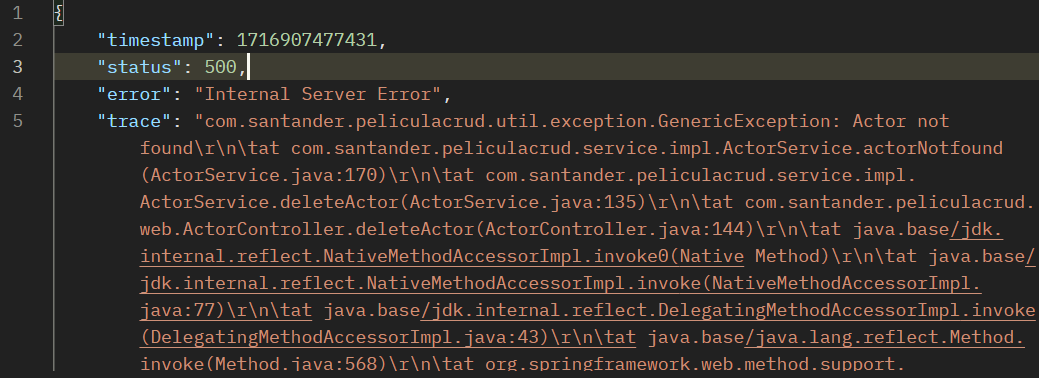 1 {
2 "timestamp": 1716907477431,
3 "status": 500,
4 "error": "Internal Server Error",
5 "trace": "com.santander.peliculacrud.util.exception.GenericException: Actor not
found\r\n\tat com.santander.peliculacrud.service.impl.ActorService.actorNotfound
(ActorService.java:170)\r\n\tat com.santander.peliculacrud.service.impl.
ActorService.deleteActor(ActorService.java:135)\r\n\tat com.santander.peliculacrud.
web.ActorController.deleteActor(ActorController.java:144)\r\n\tat java.base/jdk.
internal.reflect.NativeMethodAccessorImpl.invoke0(Native Method)\r\n\tat java.base/
jdk.internal.reflect.NativeMethodAccessorImpl.invoke(NativeMethodAccessorImpl.
java:77)\r\n\tat java.base/jdk.internal.reflect.DelegatingMethodAccessorImpl.invoke
(DelegatingMethodAccessorImpl.java:43)\r\n\tat java.base/java.lang.reflect.Method.
invoke(Method.java:568)\r\n\tat org.springframework.web.method.support.